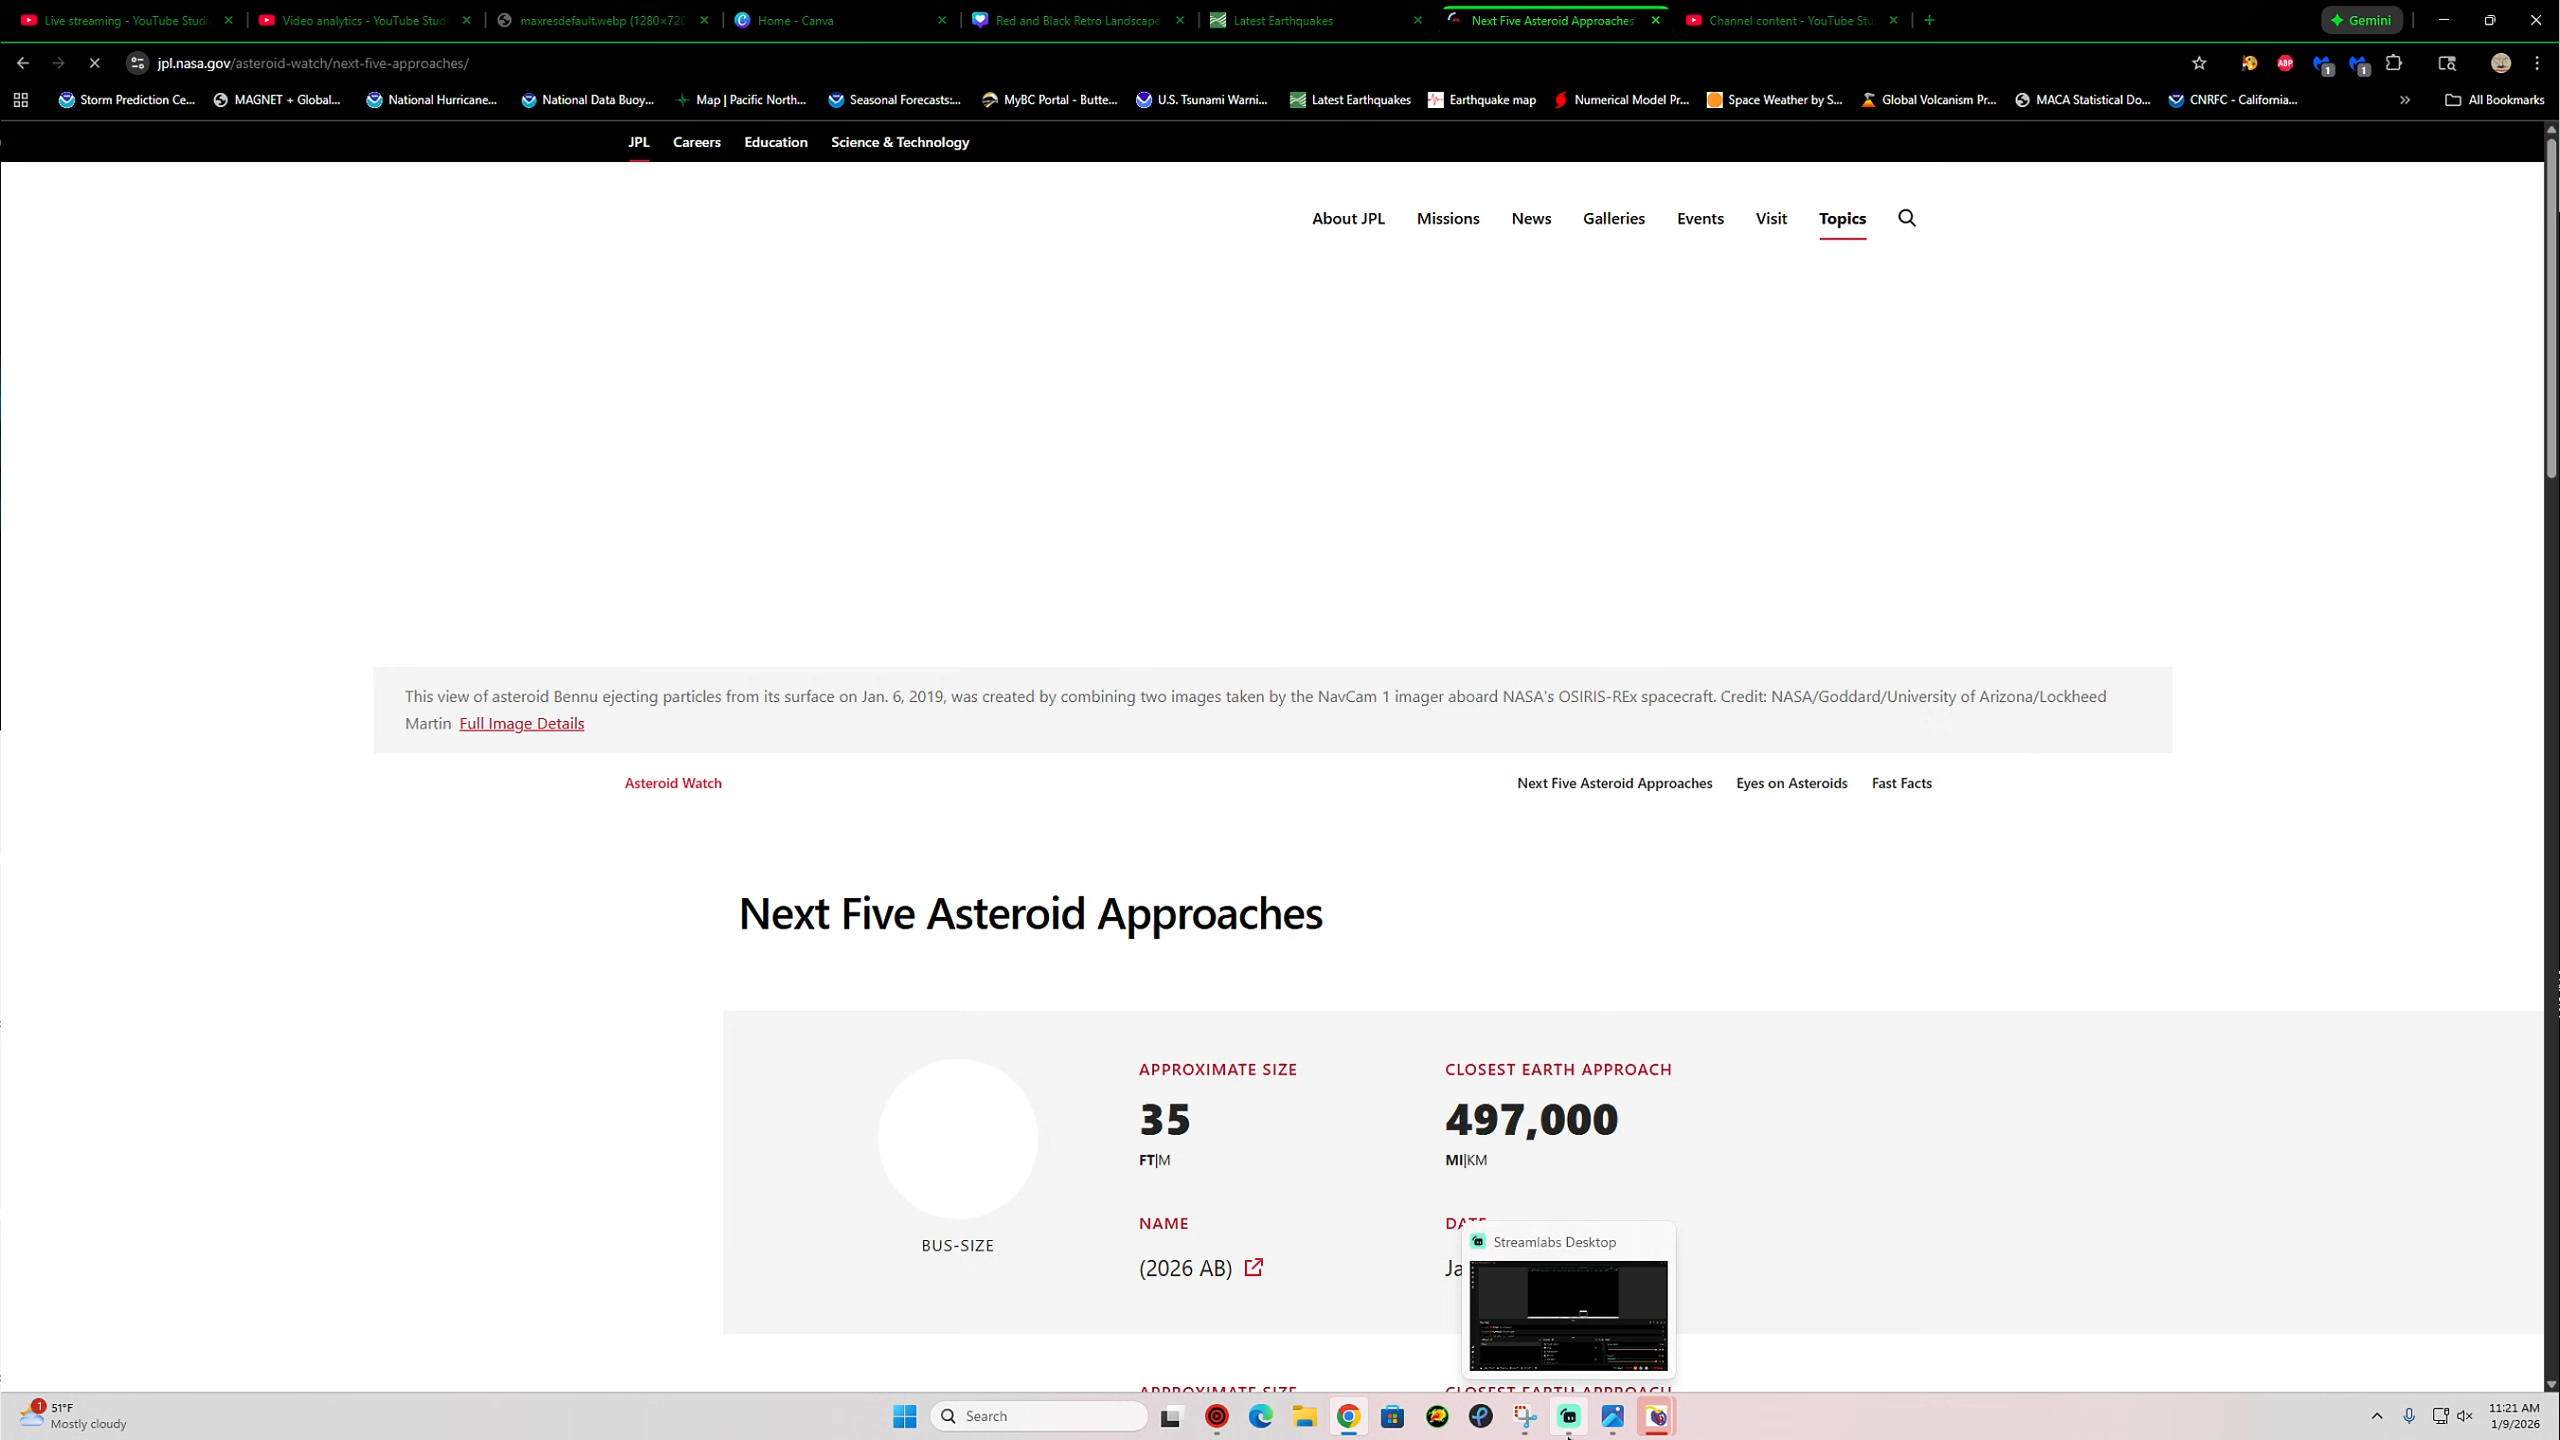 Live streaming - YouTube Studi
Video analytics - YouTube Studi
maxresdefault.webp (1280×720
Home - Canva
Red and Black Retro Landscape
Latest Earthquakes
Next Five Asteroid Approaches
Channel content - YouTube Stu
Gemini
jpl.nasa.gov/asteroid-watch/next-five-approaches/
ABP
1
1
Storm Prediction Ce...
MAGNET + Global...
National Hurricane...
National Data Buoy...
Map | Pacific North...
Seasonal Forecasts:...
MyBC Portal - Butte...
U.S. Tsunami Warni...
Latest Earthquakes
Earthquake map
Numerical Model Pr...
Space Weather by S...
Global Volcanism Pr...
MACA Statistical Do...
CNRFC - California...
All Bookmarks
JPL
Careers
Education
Science & Technology
About JPL
Missions
News
Galleries
Events
Visit
Topics
This view of asteroid Bennu ejecting particles from its surface on Jan. 6, 2019, was created by combining two images taken by the NavCam 1 imager aboard NASA's OSIRIS-REx spacecraft. Credit: NASA/Goddard/University of Arizona/Lockheed
Martin Full Image Details
Asteroid Watch
Next Five Asteroid Approaches
Eyes on Asteroids
Fast Facts
Next Five Asteroid Approaches
APPROXIMATE SIZE
CLOSEST EARTH APPROACH
35
497,000
FT|M
MI|KM
NAME
DATE
BUS-SIZE
(2026 AB)
Ja
Streamlabs Desktop
APPROXIMATE SIZE
CLOSEST EARTH APPROACH
1
51°F
Mostly cloudy
Search
11:21 AM
1/9/2026